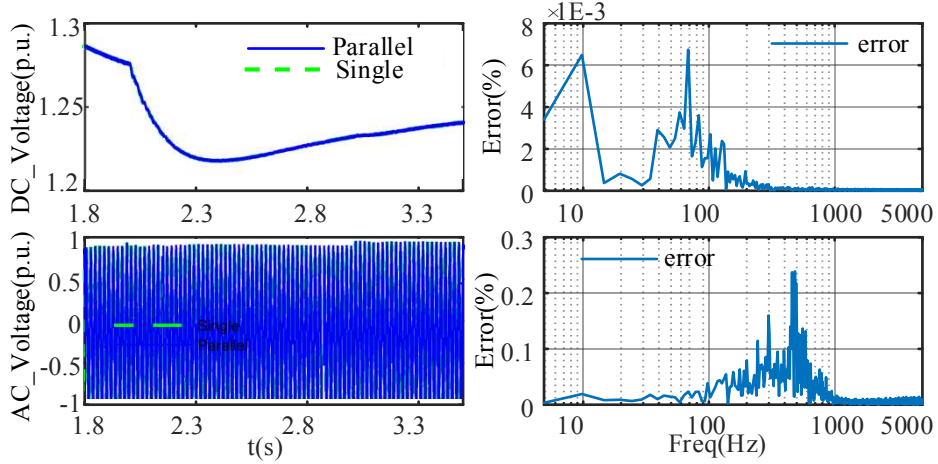 ×1E-3
DC_Voltage(p.u.)
1.3
1.25
1.2
Parallel
Single
1.8 2.3 2.8 3.3
Error(%)
8
6
4
2
0
error
10 100 1000 5000
AC_Voltage(p.u.)
1
0.5
0
-0.5
-1
Single
Parallel
1.8 2.3 2.8 3.3
t(s)
Error(%)
0.3
0.2
0.1
0
error
10 100 1000 5000
Freq(Hz)